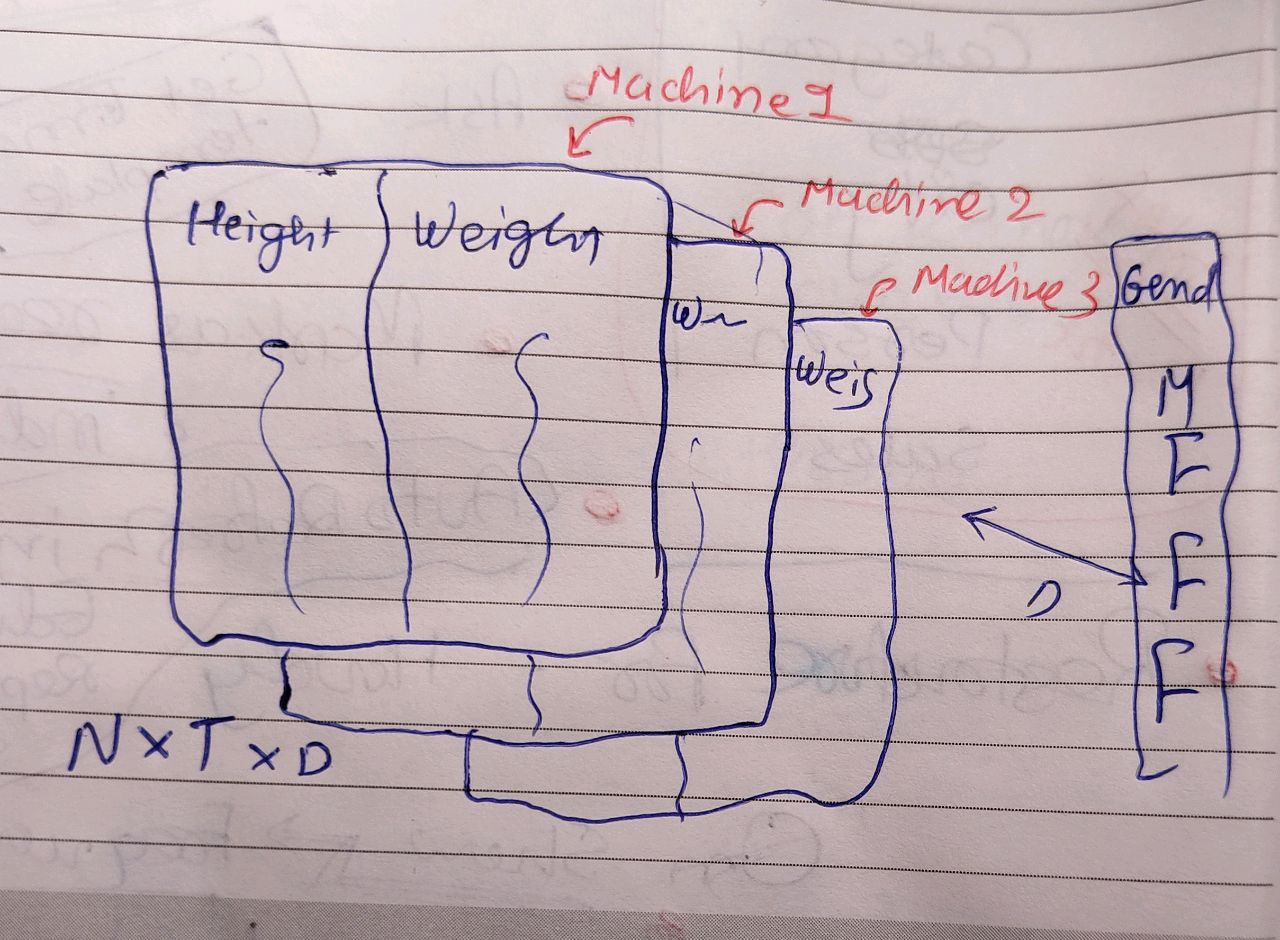 Machine 1
Machine 2
Machine 3
Height Weight
Gend
Weis
M
F
F
F
D
N x T x D